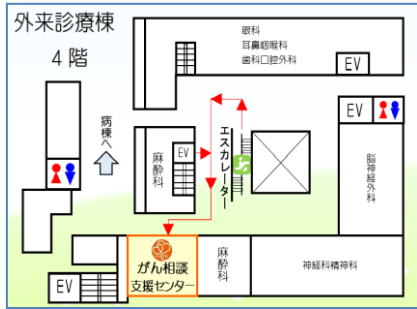 外来診療棟
4階
眼科
耳鼻咽喉科
歯科口腔外科
EV
EV
病棟へ
麻酔科
EV
エスカレーター
脳神経外科
がん相談
支援センター
麻酔科
神経科精神科
EV